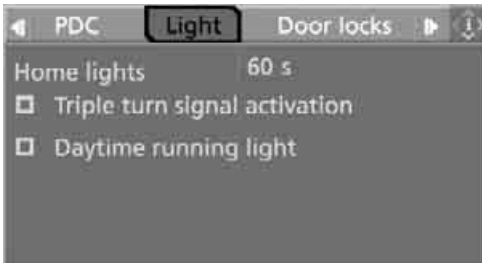 PDC Light Door locks
Home lights 60 s
Triple turn signal activation
Daytime running light